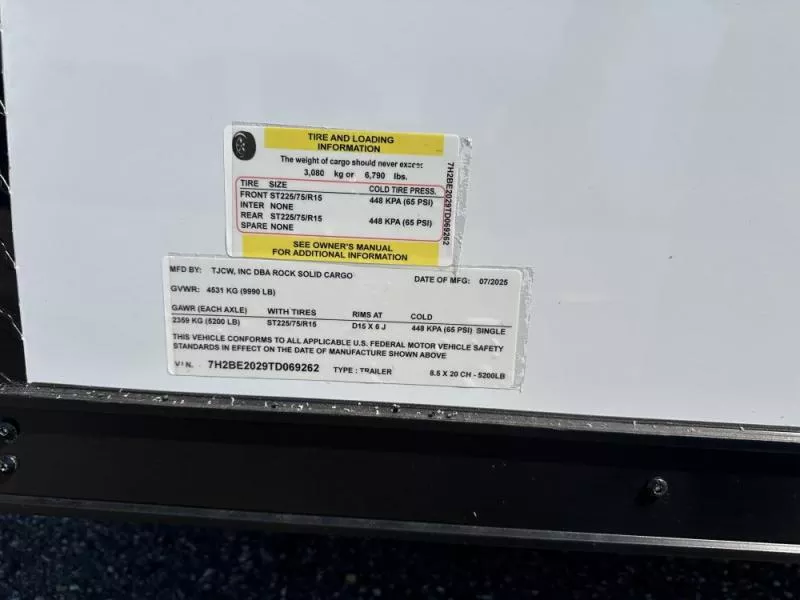 TIRE AND LOADING
INFORMATION
The weight of cargo should never exceed
3,080 kg or 6,790 lbs.
TIRE SIZE COLD TIRE PRESS.
FRONT ST225/75/R15 448 KPA (65 PSI)
INTER NONE
REAR ST225/75/R15 448 KPA (65 PSI)
SPARE NONE
SEE OWNER'S MANUAL
FOR ADDITIONAL INFORMATION
7H2BE2029TD069262
MFD BY: TJCW, INC DBA ROCK SOLID CARGO DATE OF MFG: 07/2025
GVWR: 4531 KG (9990 LB)
GAWR (EACH AXLE) WITH TIRES RIMS AT COLD
2359 KG (5200 LB) ST225/75/R15 D15 X 6 J 448 KPA (65 PSI) SINGLE
THIS VEHICLE CONFORMS TO ALL APPLICABLE U.S. FEDERAL MOTOR VEHICLE SAFETY
STANDARDS IN EFFECT ON THE DATE OF MANUFACTURE SHOWN ABOVE
V.I.N. 7H2BE2029TD069262 TYPE : TRAILER 8.5 X 20 CH - 5200LB